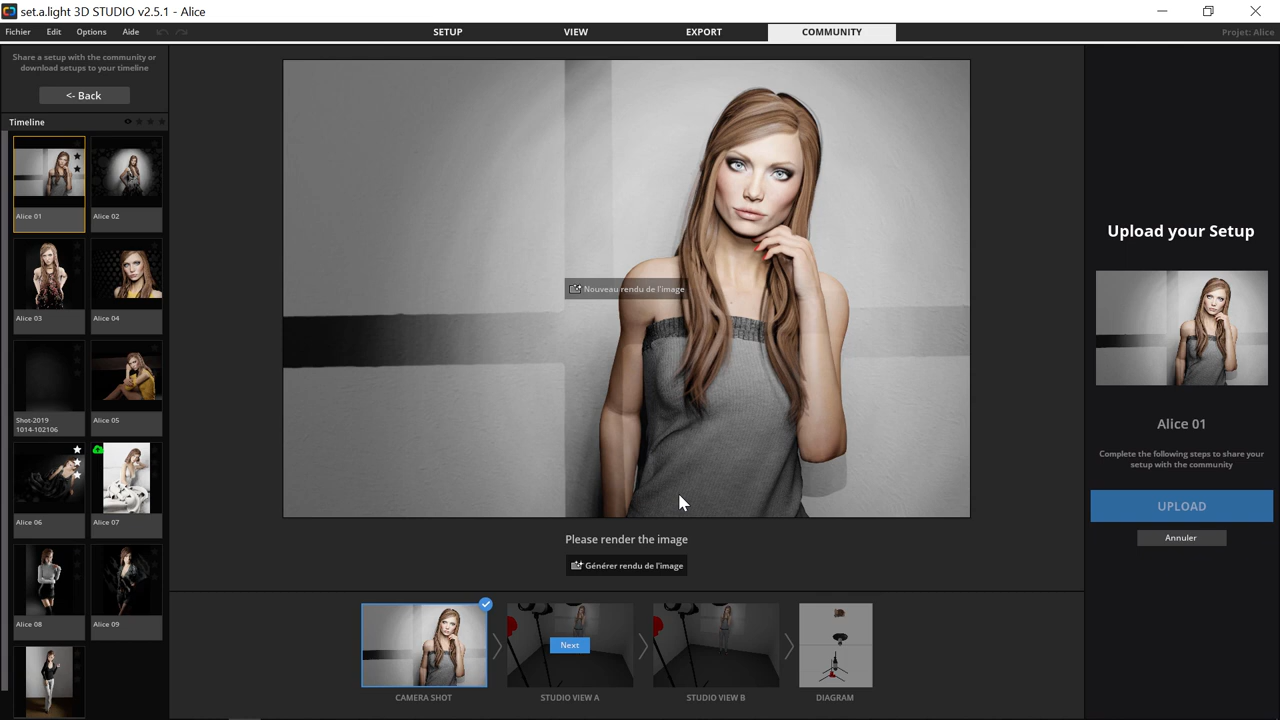 set.a.light 3D STUDIO v2.5.1 - Alice
Fichier Edit Options Aide
SETUP VIEW EXPORT COMMUNITY
Projet: Alice
Share a setup with the community or
download setups to your timeline
<- Back
Timeline
Alice 01
Alice 02
Alice 03
Alice 04
Shot-2019
1014-102106
Alice 05
Alice 06
Alice 07
Alice 08
Alice 09
Nouveau rendu de l'image
Please render the image
Générer rendu de l'image
Next
CAMERA SHOT
STUDIO VIEW A
STUDIO VIEW B
DIAGRAM
Upload your Setup
Alice 01
Complete the following steps to share your
setup with the community
UPLOAD
Annuler